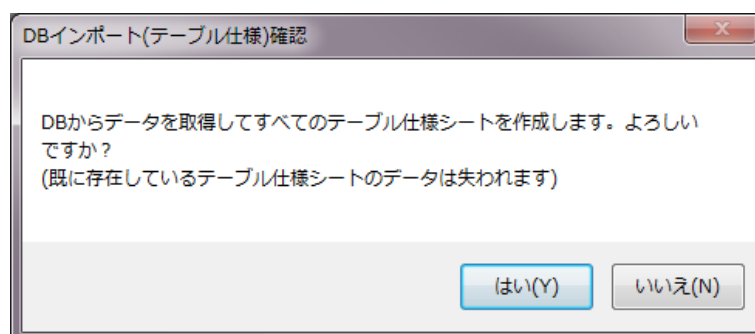 DBインポート(テーブル仕様)確認
DBからデータを取得してすべてのテーブル仕様シートを作成します。よろしい
ですか？
(既に存在しているテーブル仕様シートのデータは失われます)
はい(Y)
いいえ(N)